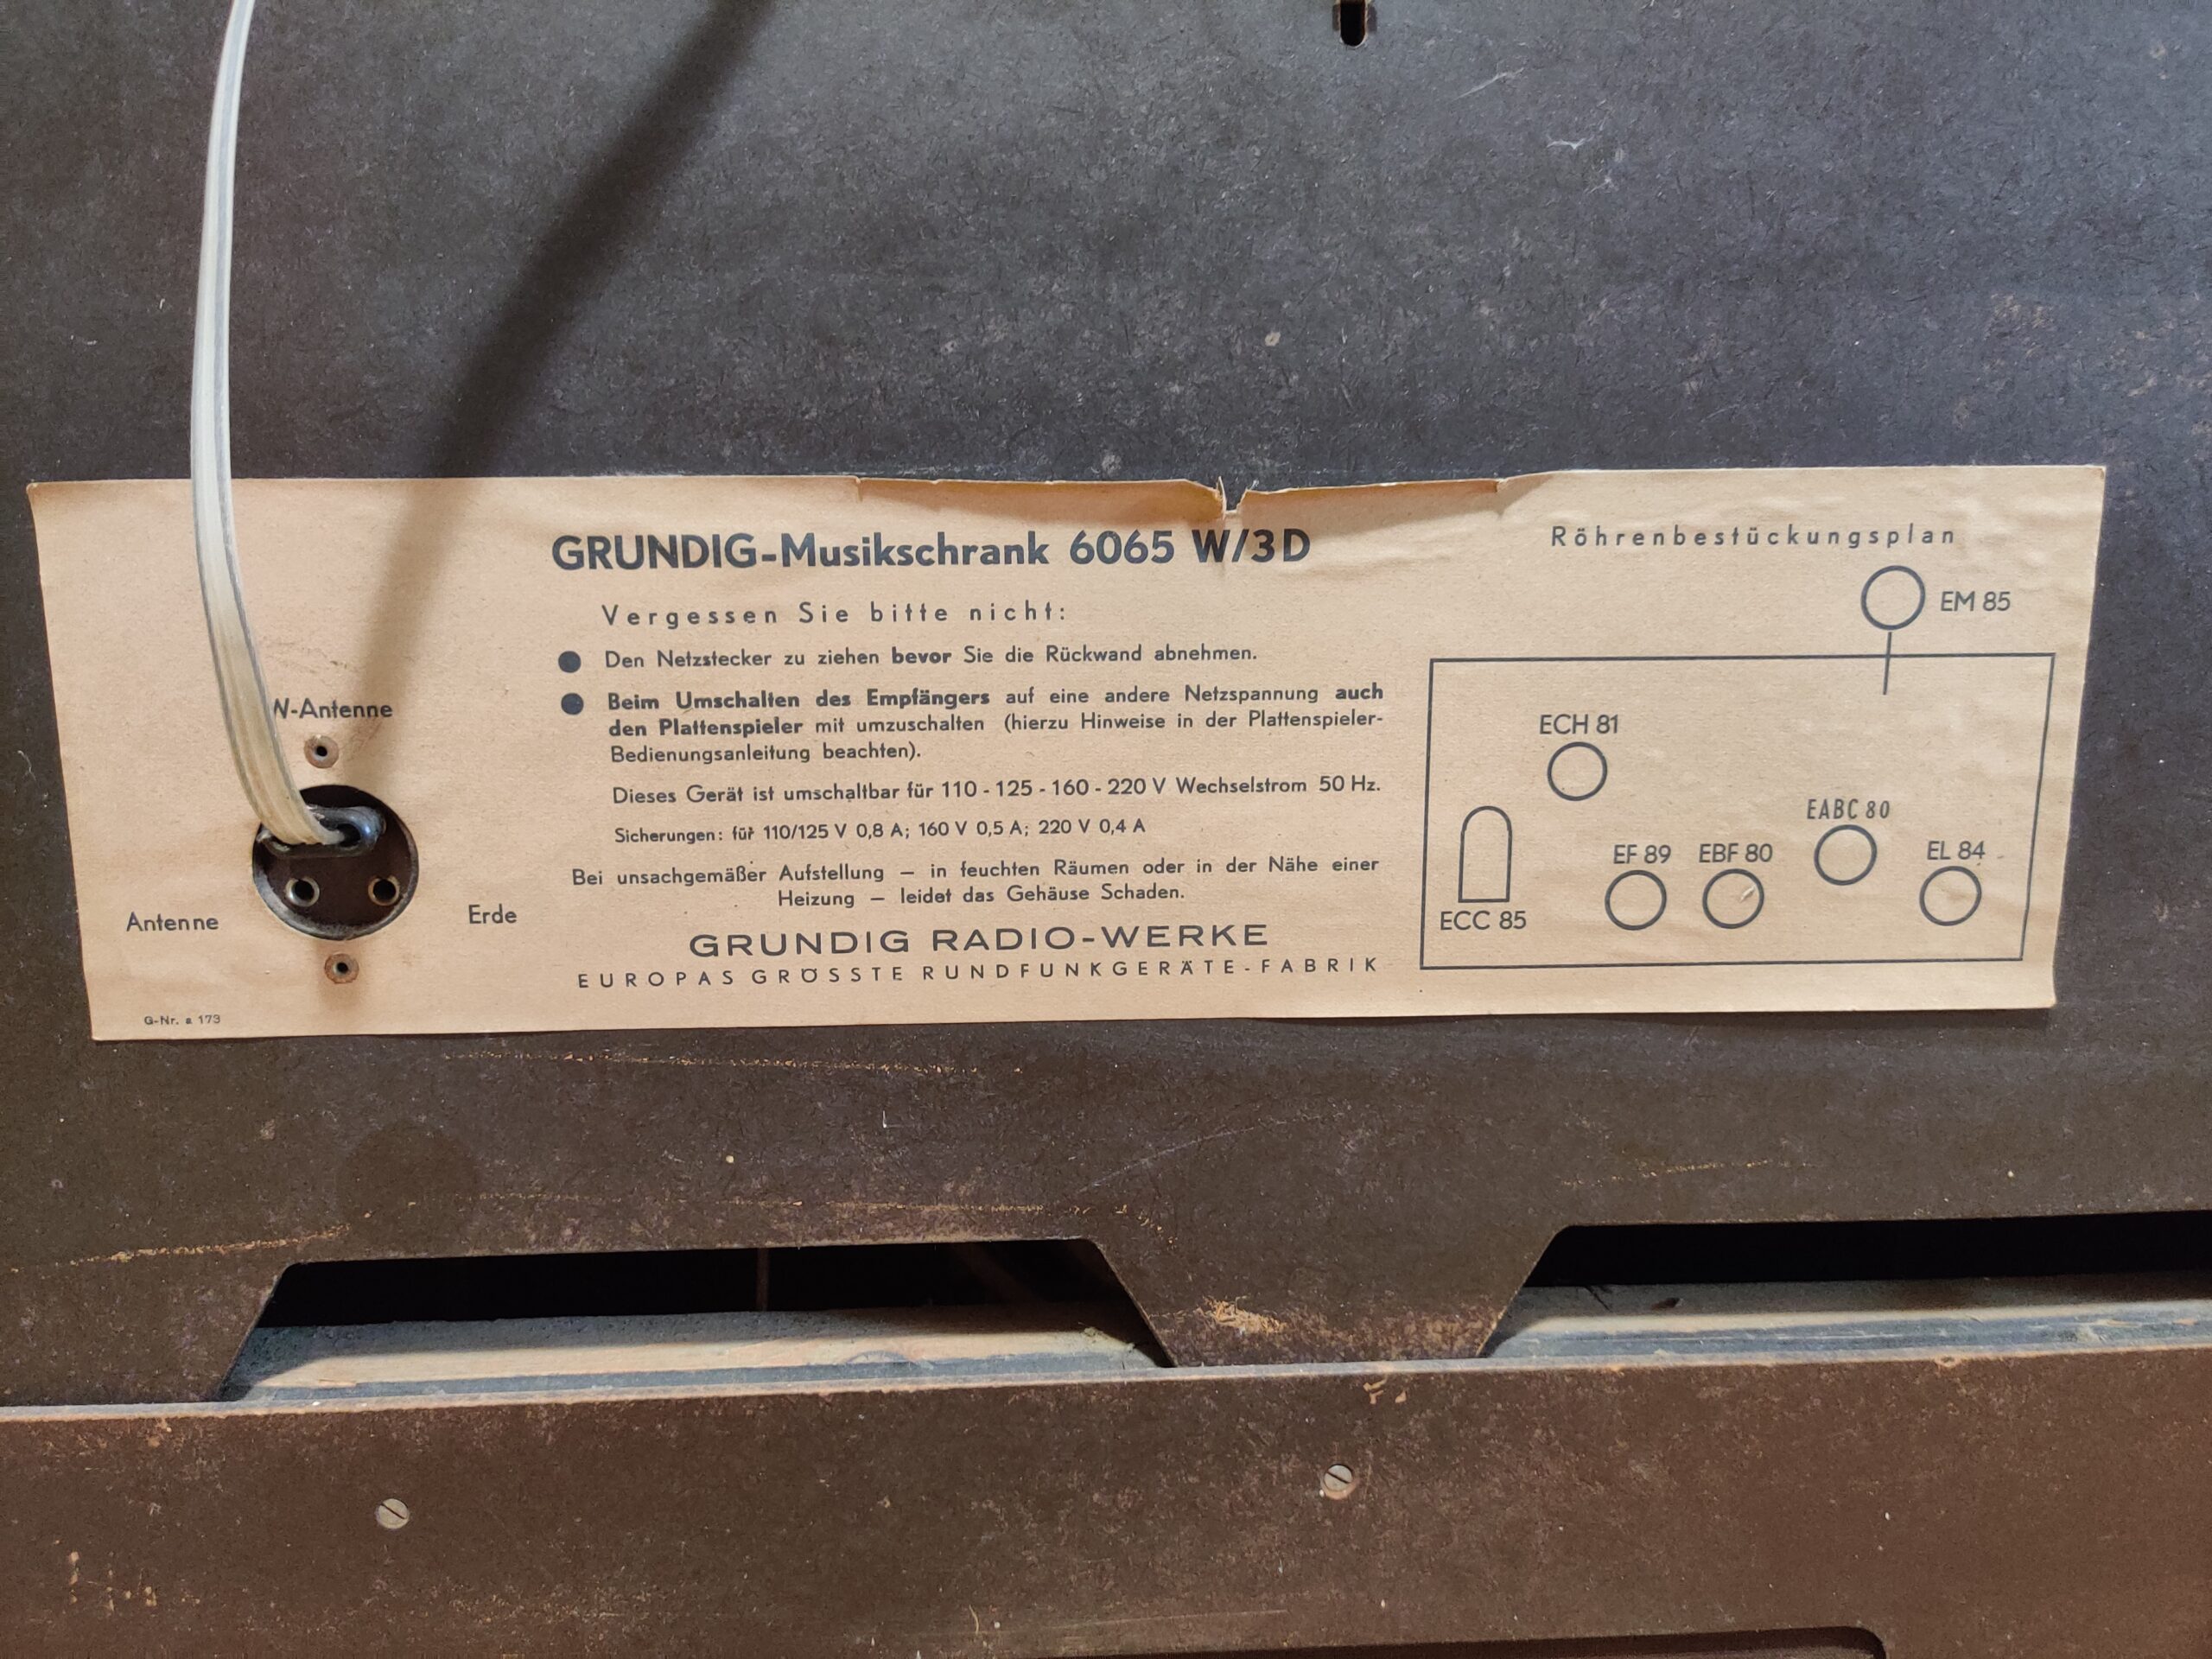 GRUNDIG-Musikschrank 6065 W/3D
Vergessen Sie bitte nicht:
● Den Netzstecker zu ziehen bevor Sie die Rückwand abnehmen.
● Beim Umschalten des Empfängers auf eine andere Netzspannung auch
den Plattenspieler mit umzuschalten (hierzu Hinweise in der Plattenspieler-
Bedienungsanleitung beachten).
Dieses Gerät ist umschaltbar für 110 - 125 - 160 - 220 V Wechselstrom 50 Hz.
Sicherungen: für 110/125 V 0,8 A; 160 V 0,5 A; 220 V 0,4 A
Bei unsachgemäßer Aufstellung — in feuchten Räumen oder in der Nähe einer
Heizung — leidet das Gehäuse Schaden.
GRUNDIG RADIO-WERKE
EUROPAS GRÖSSTE RUNDFUNKGERÄTE-FABRIK
W-Antenne
Antenne
Erde
G-Nr. a 173
Röhrenbestückungsplan
EM 85
ECH 81
EABC 80
EF 89
EBF 80
EL 84
ECC 85